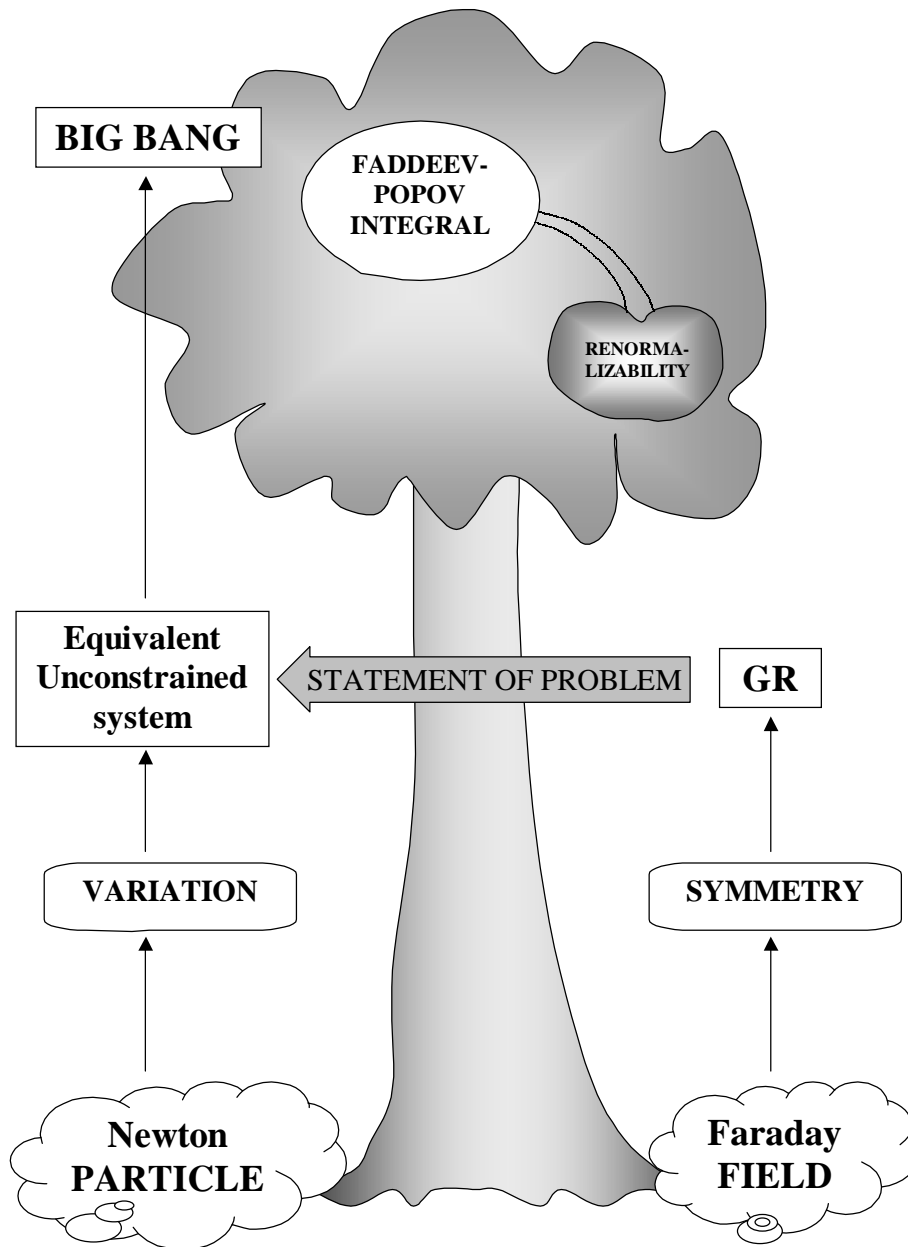 BIG BANG
FADDEEV-
POPOV
INTEGRAL
RENORMA-
LIZABILITY
Equivalent
Unconstrained
system
STATEMENT OF PROBLEM
GR
VARIATION
SYMMETRY
Newton
PARTICLE
Faraday
FIELD